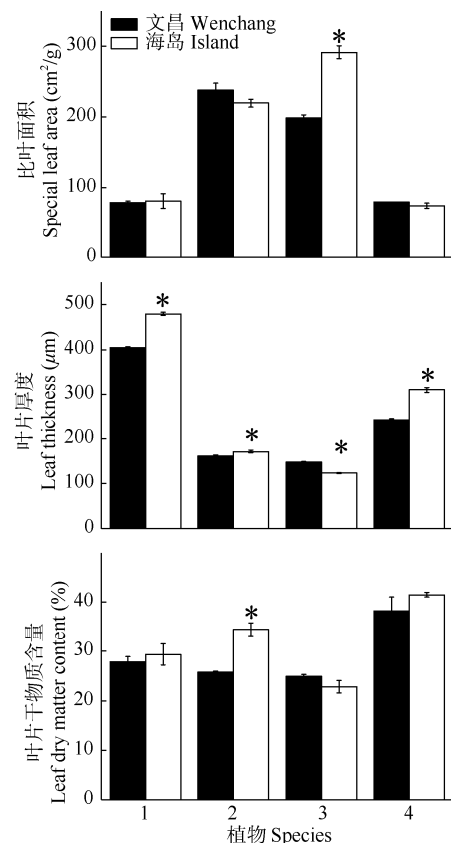 文昌 Wenchang
海岛 Island
*
300
200
100
0
比叶面积
Special leaf area (cm²/g)
*
*
*
*
500
400
300
200
100
0
叶片厚度
Leaf thickness (μm)
*
40
30
20
10
0
叶片干物质含量
Leaf dry matter content (%)
1 2 3 4
植物 Species